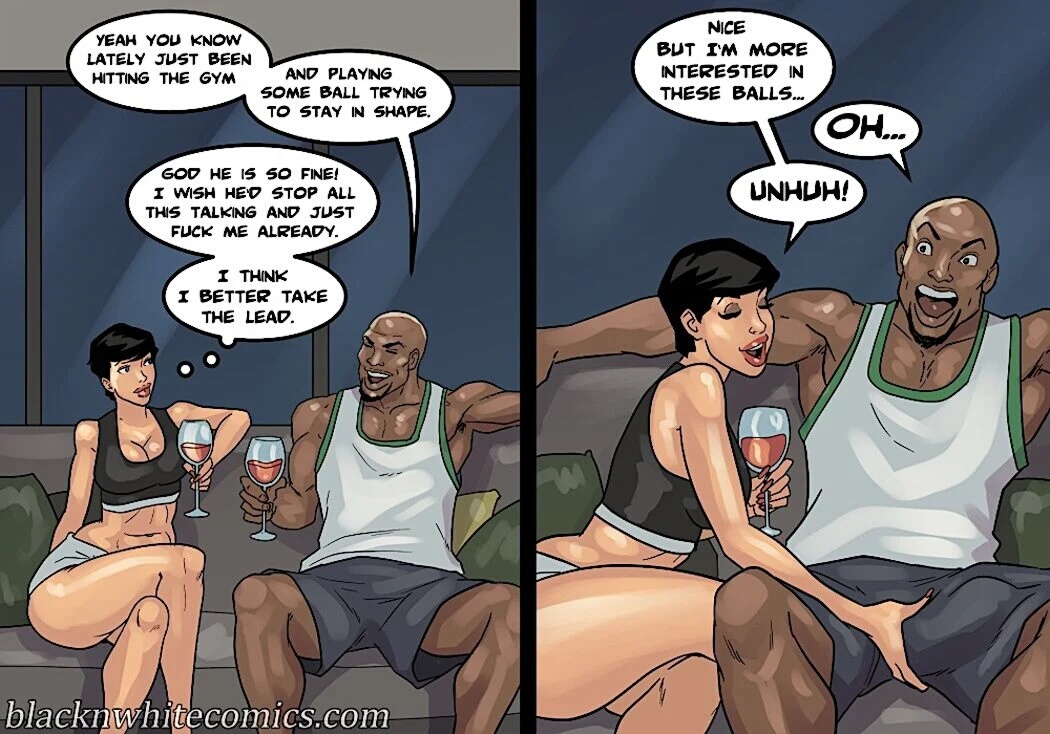 YEAH YOU KNOW
LATELY JUST BEEN
HITTING THE GYM
AND PLAYING
SOME BALL TRYING
TO STAY IN SHAPE.
GOD HE IS SO FINE!
I WISH HE'D STOP ALL
THIS TALKING AND JUST
FUCK ME ALREADY.
I THINK
I BETTER TAKE
THE LEAD.
NICE
BUT I'M MORE
INTERESTED IN
THESE BALLS...
OH...
UNHUH!
blacknwhitecomics.com